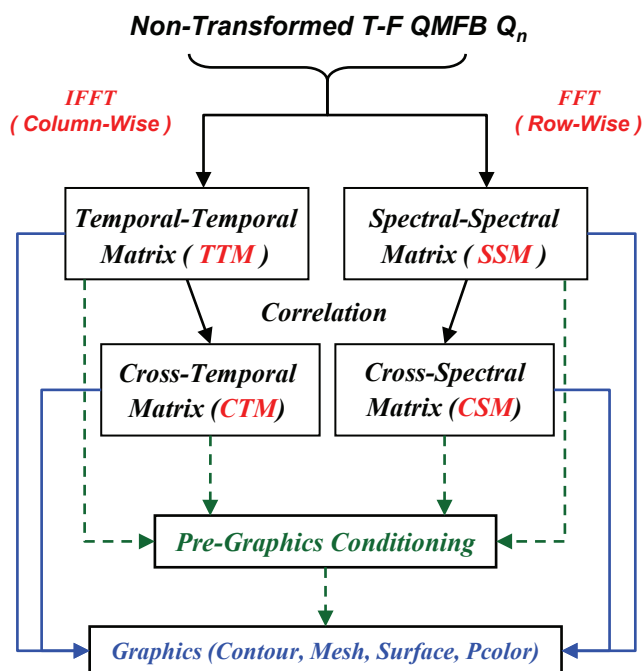 Non-Transformed T-F QMFB Qn
IFFT
( Column-Wise )
FFT
( Row-Wise )
Temporal-Temporal
Matrix ( TTM )
Spectral-Spectral
Matrix ( SSM )
Correlation
Cross-Temporal
Matrix (CTM)
Cross-Spectral
Matrix (CSM)
Pre-Graphics Conditioning
Graphics (Contour, Mesh, Surface, Pcolor)